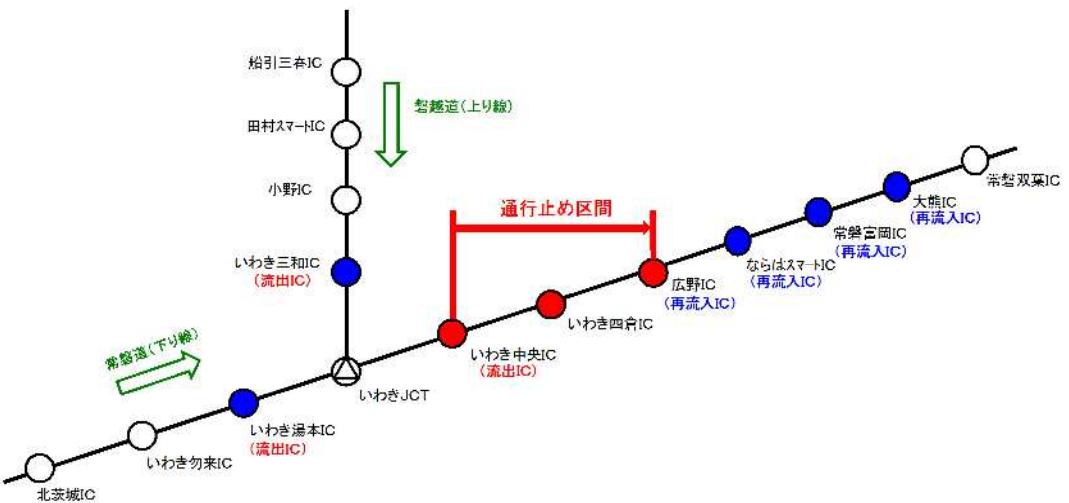 船引三春IC
田村スマートIC
磐越道(上り線)
小野IC
いわき三和IC
(流出IC)
通行止め区間
常磐双葉IC
大熊IC
(再流入IC)
常磐富岡IC
(再流入IC)
ならはスマートIC
(再流入IC)
広野IC
(再流入IC)
いわき四倉IC
いわき中央IC
(流出IC)
常磐道(下り線)
いわきJCT
いわき湯本IC
(流出IC)
いわき勿来IC
北茨城IC